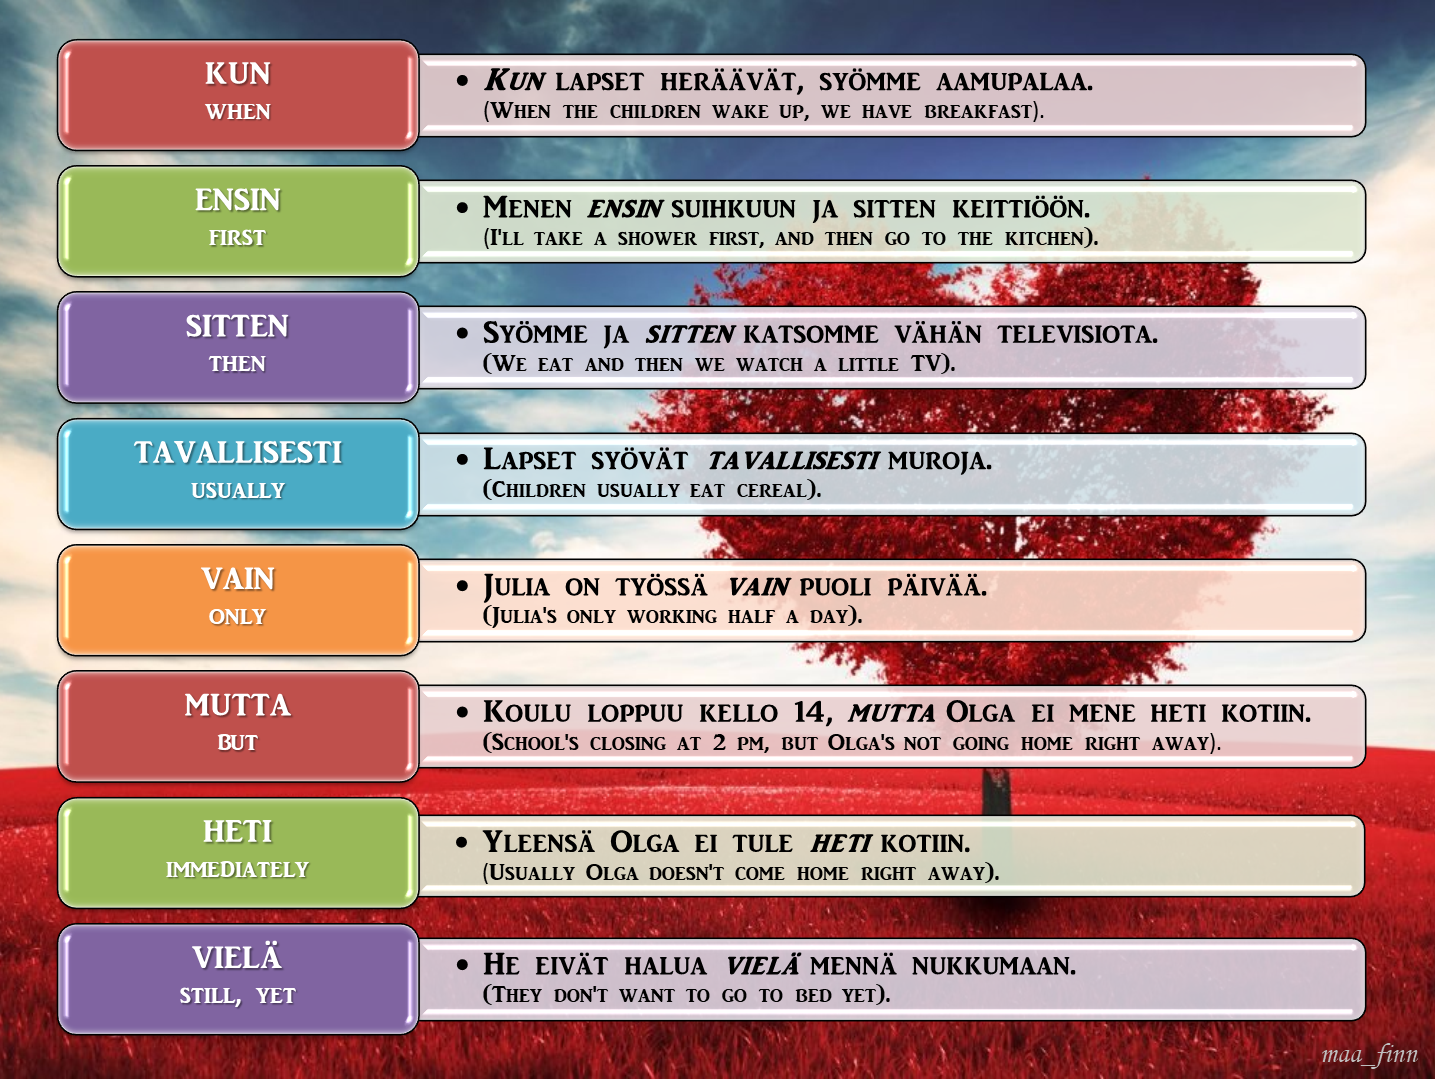 KUN
WHEN
• Kun lapset heräävät, syömme aamupalaa.
(When the children wake up, we have breakfast).
ENSIN
FIRST
• Menen ensin suihkuun ja sitten keittiöön.
(I'll take a shower first, and then go to the kitchen).
SITTEN
THEN
• Syömme ja sitten katsomme vähän televisiota.
(We eat and then we watch a little TV).
TAVALLISESTI
USUALLY
• Lapset syövät tavallisesti muroja.
(Children usually eat cereal).
VAIN
ONLY
• Julia on työssä vain puoli päivää.
(Julia's only working half a day).
MUTTA
BUT
• Koulu loppuu kello 14, mutta Olga ei mene heti kotiin.
(School's closing at 2 pm, but Olga's not going home right away).
HETI
IMMEDIATELY
• Yleensä Olga ei tule heti kotiin.
(Usually Olga doesn't come home right away).
VIELÄ
STILL, YET
• He eivät halua vielä mennä nukkumaan.
(They don't want to go to bed yet).
maa_finn